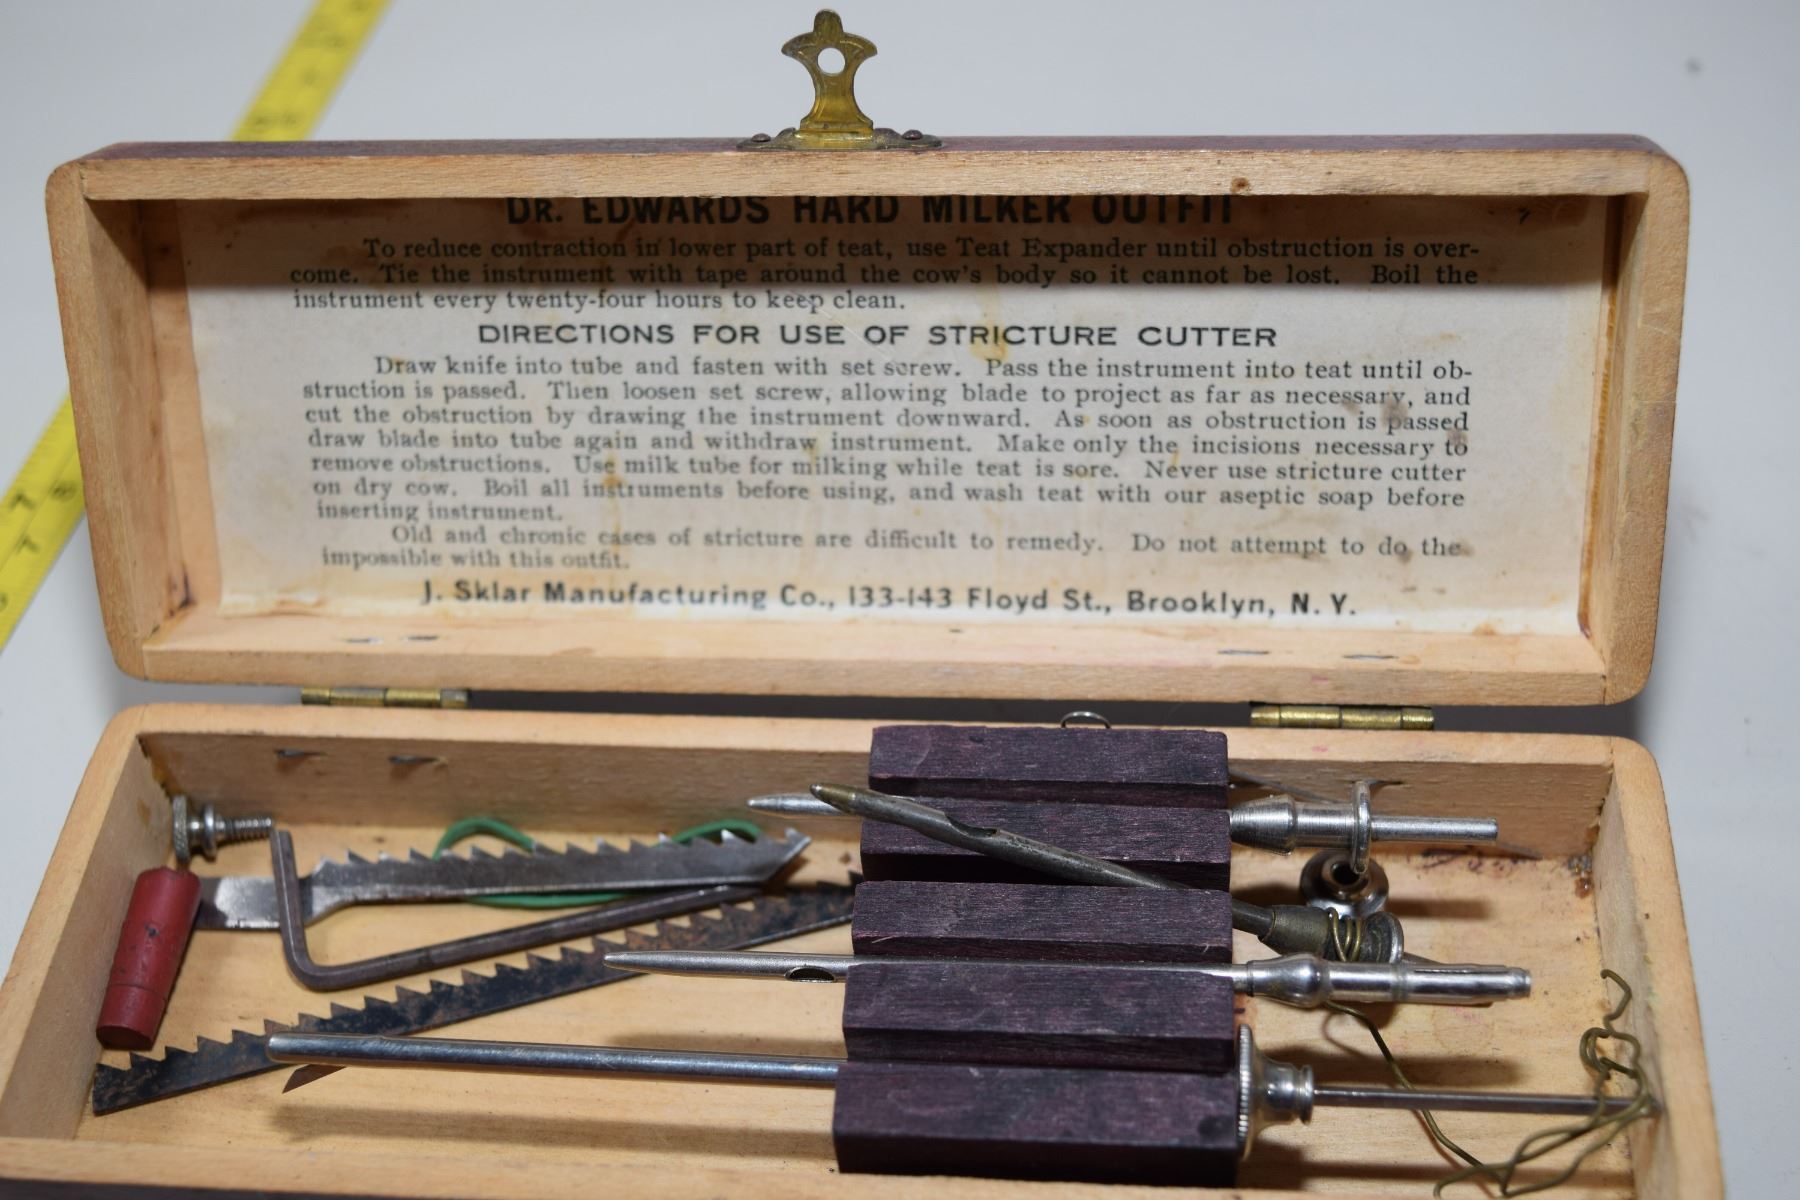 DR. EDWARDS HARD MILKER OUTFIT
To reduce contraction in lower part of teat, use Teat Expander until obstruction is over-
come. Tie the instrument with tape around the cow's body so it cannot be lost. Boil the
instrument every twenty-four hours to keep clean.
DIRECTIONS FOR USE OF STRICTURE CUTTER
Draw knife into tube and fasten with set screw. Pass the instrument into teat until ob-
struction is passed. Then loosen set screw, allowing blade to project as far as necessary, and
cut the obstruction by drawing the instrument downward. As soon as obstruction is passed
draw blade into tube again and withdraw instrument. Make only the incisions necessary to
remove obstructions. Use milk tube for milking while teat is sore. Never use stricture cutter
on dry cow. Boil all instruments before using, and wash teat with our aseptic soap before
inserting instrument.
Old and chronic cases of stricture are difficult to remedy. Do not attempt to do the
impossible with this outfit.
J. Sklar Manufacturing Co., 133-143 Floyd St., Brooklyn, N. Y.